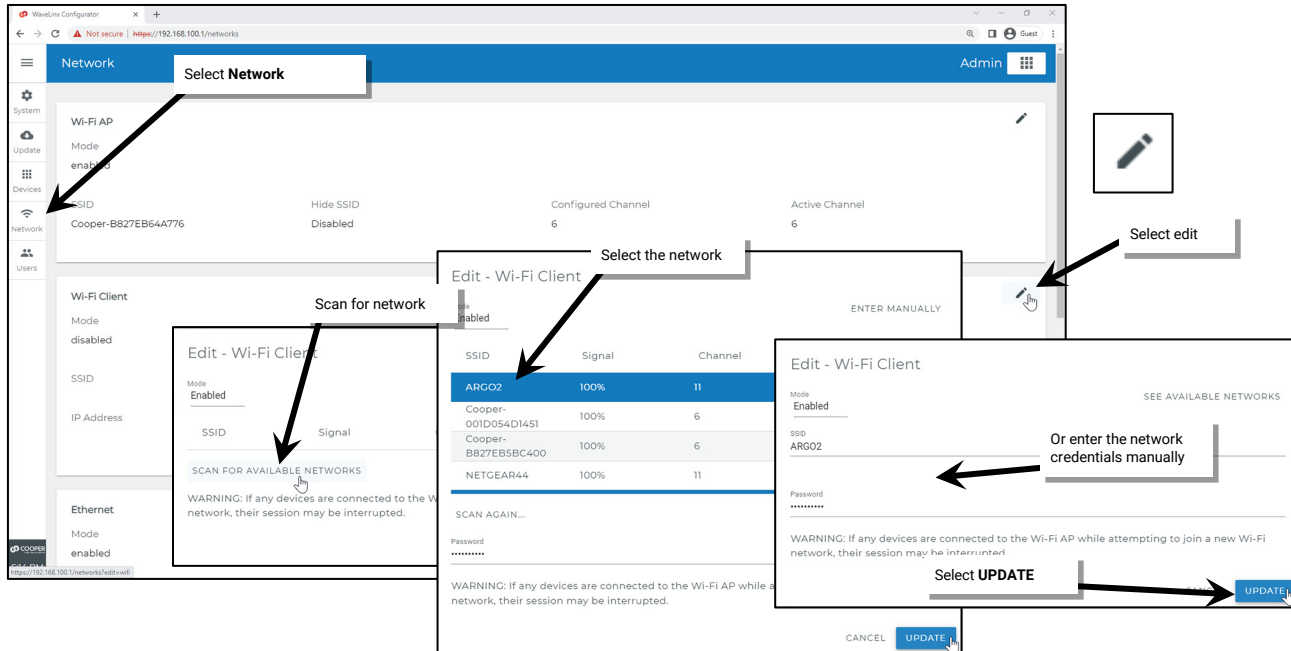 WaveLinx Configurator
Not secure | https://192.168.100.1/networks
Guest
Network
Admin
Select Network
System
Update
Devices
Network
Users
Wi-Fi AP
Mode
enabled
SSID
Hide SSID
Configured Channel
Active Channel
Cooper-B827EB64A776
Disabled
6
6
Select edit
Wi-Fi Client
Mode
disabled
SSID
IP Address
Ethernet
Mode
enabled
COOPER
https://192.168.100.1/networks?edit=wifi
Scan for network
Edit - Wi-Fi Client
Mode
Enabled
SSID
Signal
SCAN FOR AVAILABLE NETWORKS
WARNING: If any devices are connected to the W
network, their session may be interrupted.
Select the network
Edit - Wi-Fi Client
Mode
Enabled
ENTER MANUALLY
SSID
Signal
Channel
ARGO2
100%
11
Cooper-
001D054D1451
100%
6
Cooper-
B827EB5BC400
100%
6
NETGEAR44
100%
11
SCAN AGAIN...
Password
••••••••••
WARNING: If any devices are connected to the Wi-Fi AP while a
network, their session may be interrupted.
CANCEL
UPDATE
Edit - Wi-Fi Client
Mode
Enabled
SEE AVAILABLE NETWORKS
SSID
ARGO2
Or enter the network
credentials manually
Password
••••••••••
WARNING: If any devices are connected to the Wi-Fi AP while attempting to join a new Wi-Fi
network, their session may be interrupted.
Select UPDATE
UPDATE